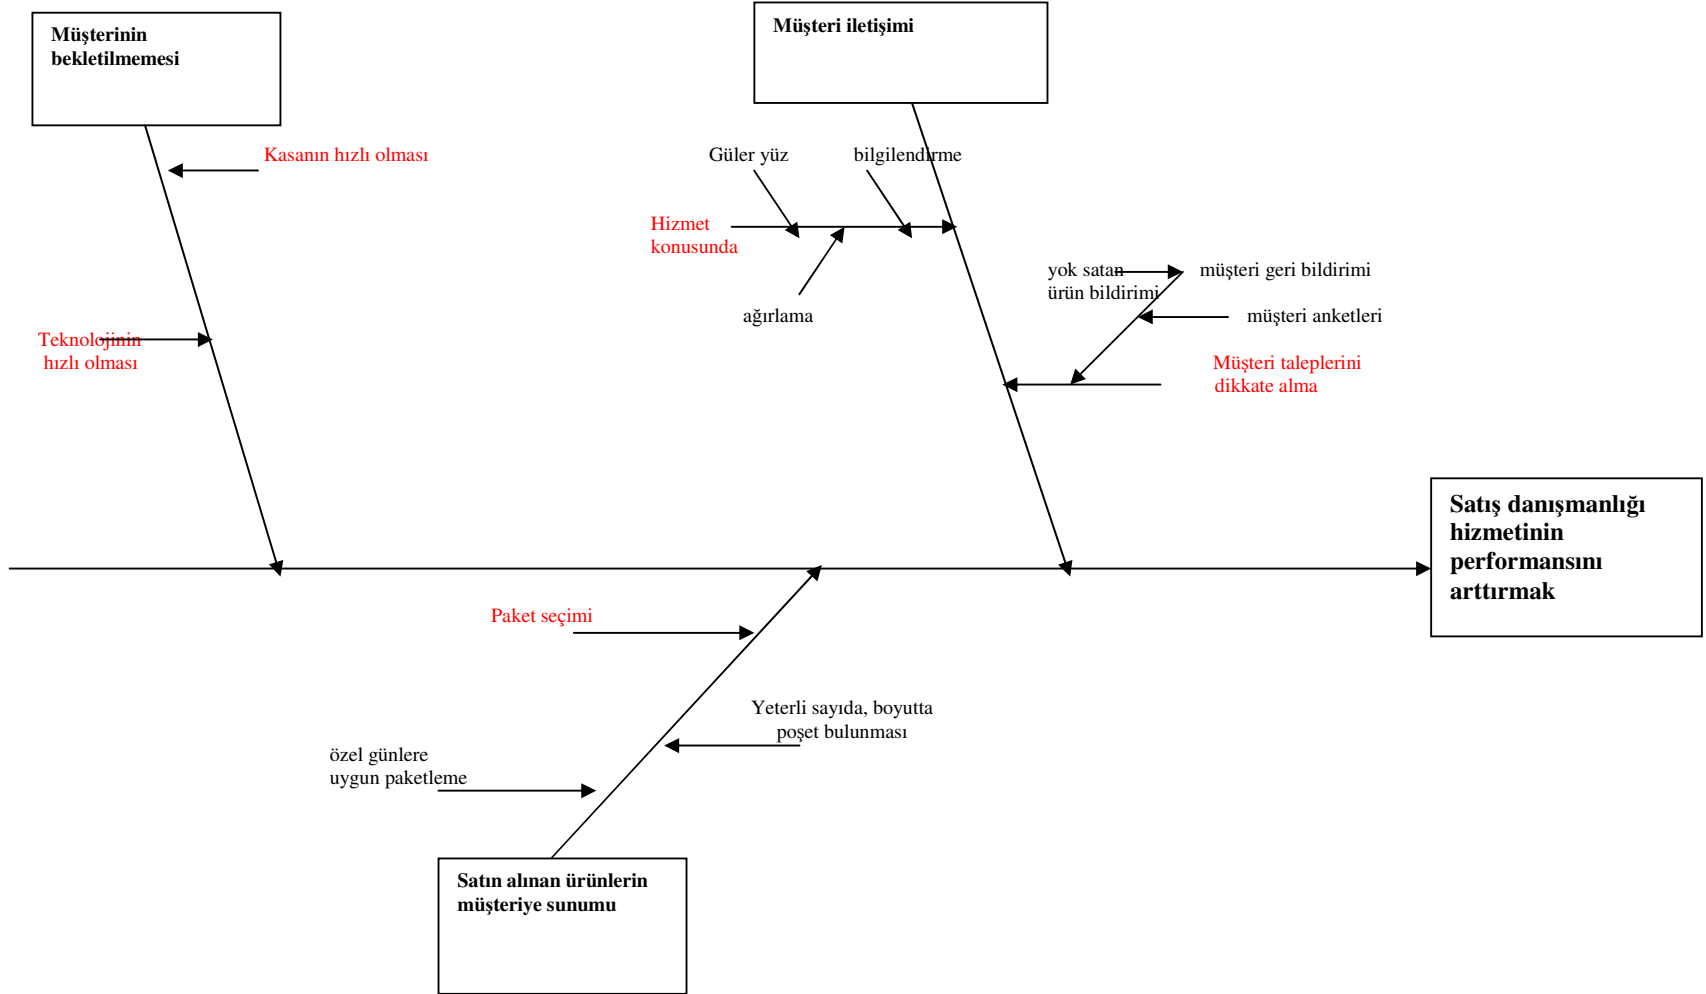 Müşterinin
bekletilmemesi
Müşteri iletişimi
Kasanın hızlı olması
Güler yüz
bilgilendirme
Hizmet
konusunda
ağırlama
yok satan
ürün bildirimi
müşteri geri bildirimi
müşteri anketleri
Teknolojinin
hızlı olması
Müşteri taleplerini
dikkate alma
Satış danışmanlığı
hizmetinin
performansını
arttırmak
Paket seçimi
Yeterli sayıda, boyutta
poşet bulunması
özel günlere
uygun paketleme
Satın alınan ürünlerin
müşteriye sunumu